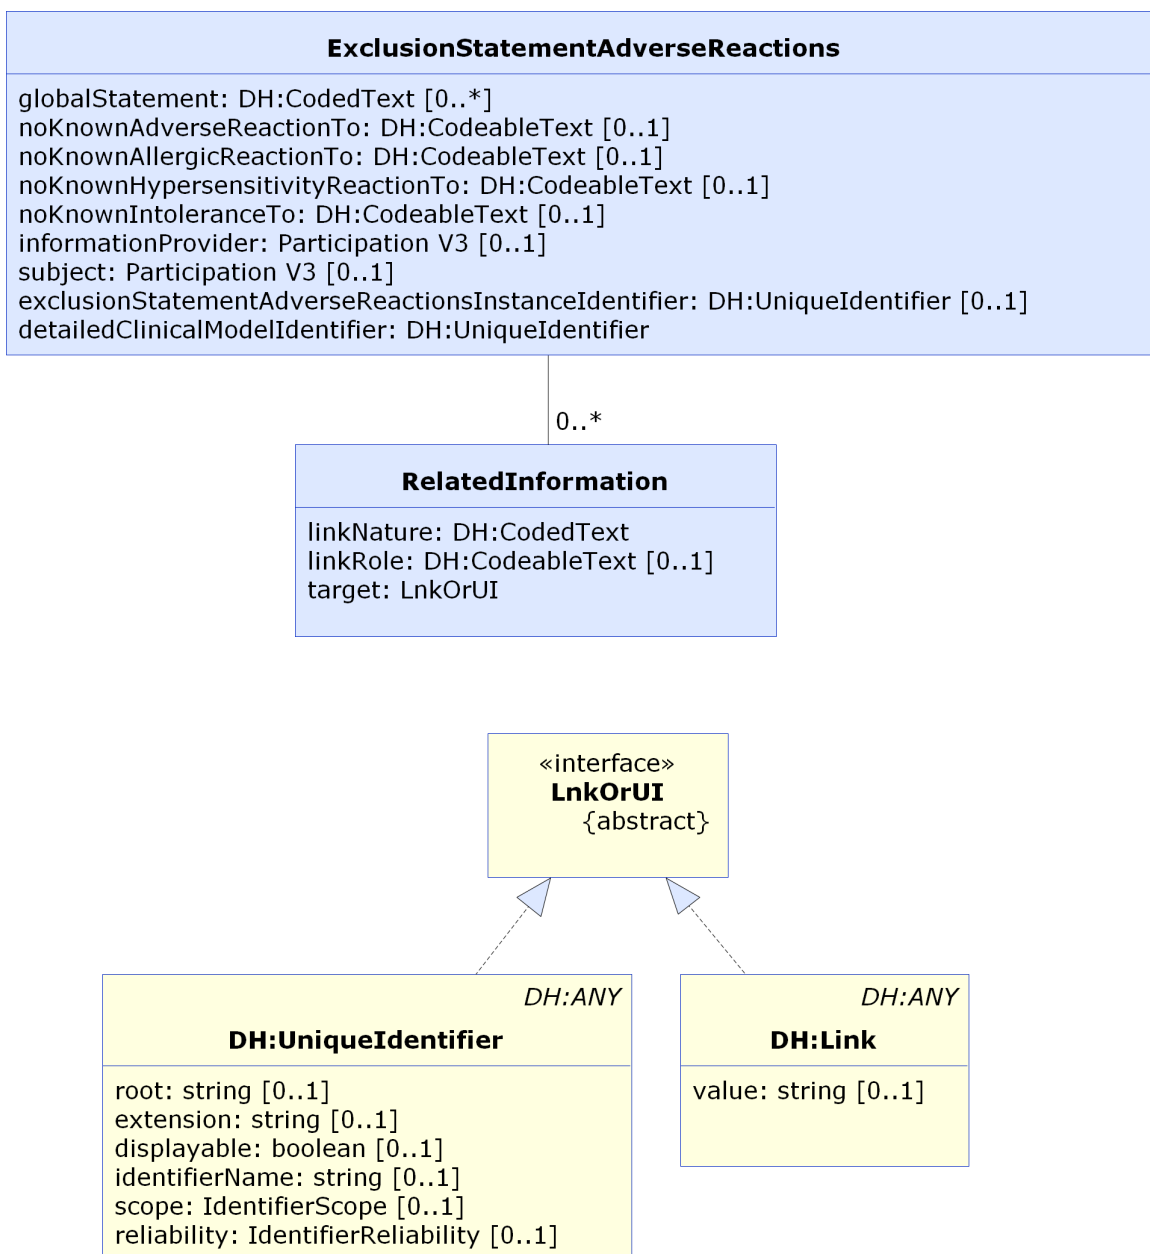 ExclusionStatementAdverseReactions
globalStatement: DH:CodedText [0..*]
noKnownAdverseReactionTo: DH:CodeableText [0..1]
noKnownAllergicReactionTo: DH:CodeableText [0..1]
noKnownHypersensitivityReactionTo: DH:CodeableText [0..1]
noKnownIntoleranceTo: DH:CodeableText [0..1]
informationProvider: Participation V3 [0..1]
subject: Participation V3 [0..1]
exclusionStatementAdverseReactionsInstanceIdentifier: DH:UniqueIdentifier [0..1]
detailedClinicalModelIdentifier: DH:UniqueIdentifier
0..*
RelatedInformation
linkNature: DH:CodedText
linkRole: DH:CodeableText [0..1]
target: LnkOrUI
«interface»
LnkOrUI
{abstract}
DH:ANY
DH:UniqueIdentifier
root: string [0..1]
extension: string [0..1]
displayable: boolean [0..1]
identifierName: string [0..1]
scope: IdentifierScope [0..1]
reliability: IdentifierReliability [0..1]
DH:ANY
DH:Link
value: string [0..1]